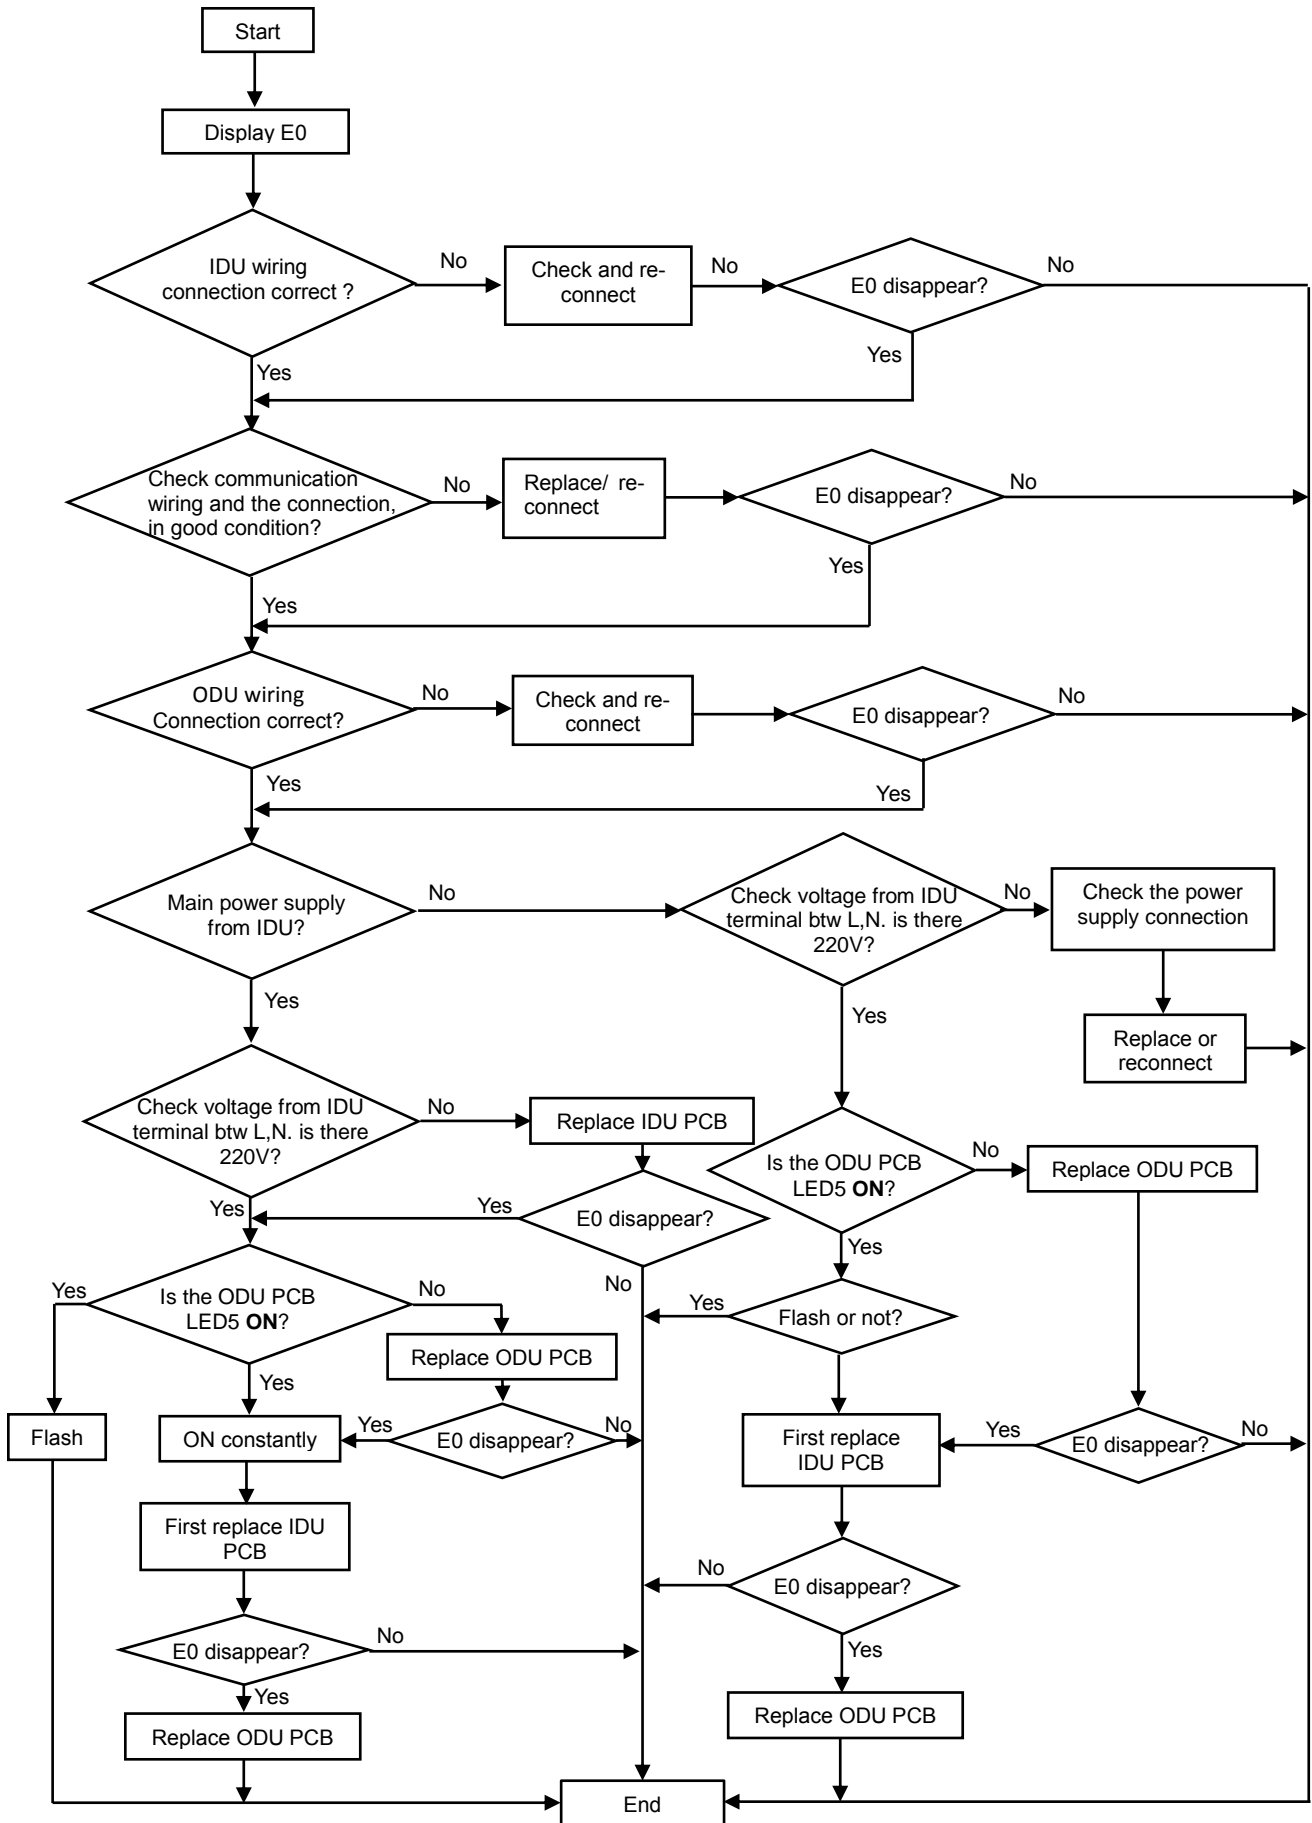 Start
Display E0
IDU wiring
connection correct ?
No
Check and re-
connect
No
E0 disappear?
No
Yes
Yes
Check communication
wiring and the connection,
in good condition?
No
Replace/ re-
connect
E0 disappear?
No
Yes
Yes
ODU wiring
Connection correct?
No
Check and re-
connect
E0 disappear?
No
Yes
Yes
Main power supply
from IDU?
No
Check voltage from IDU
terminal btw L,N. is there
220V?
No
Check the power
supply connection
Yes
Yes
Replace or
reconnect
Check voltage from IDU
terminal btw L,N. is there
220V?
No
Replace IDU PCB
Is the ODU PCB
LED5 ON?
No
Replace ODU PCB
Yes
Yes
E0 disappear?
Yes
No
Yes
Is the ODU PCB
LED5 ON?
No
Yes
Flash or not?
Replace ODU PCB
Yes
Flash
ON constantly
Yes
E0 disappear?
No
First replace
IDU PCB
Yes
E0 disappear?
No
First replace IDU
PCB
No
E0 disappear?
E0 disappear?
No
Yes
Yes
Replace ODU PCB
Replace ODU PCB
End